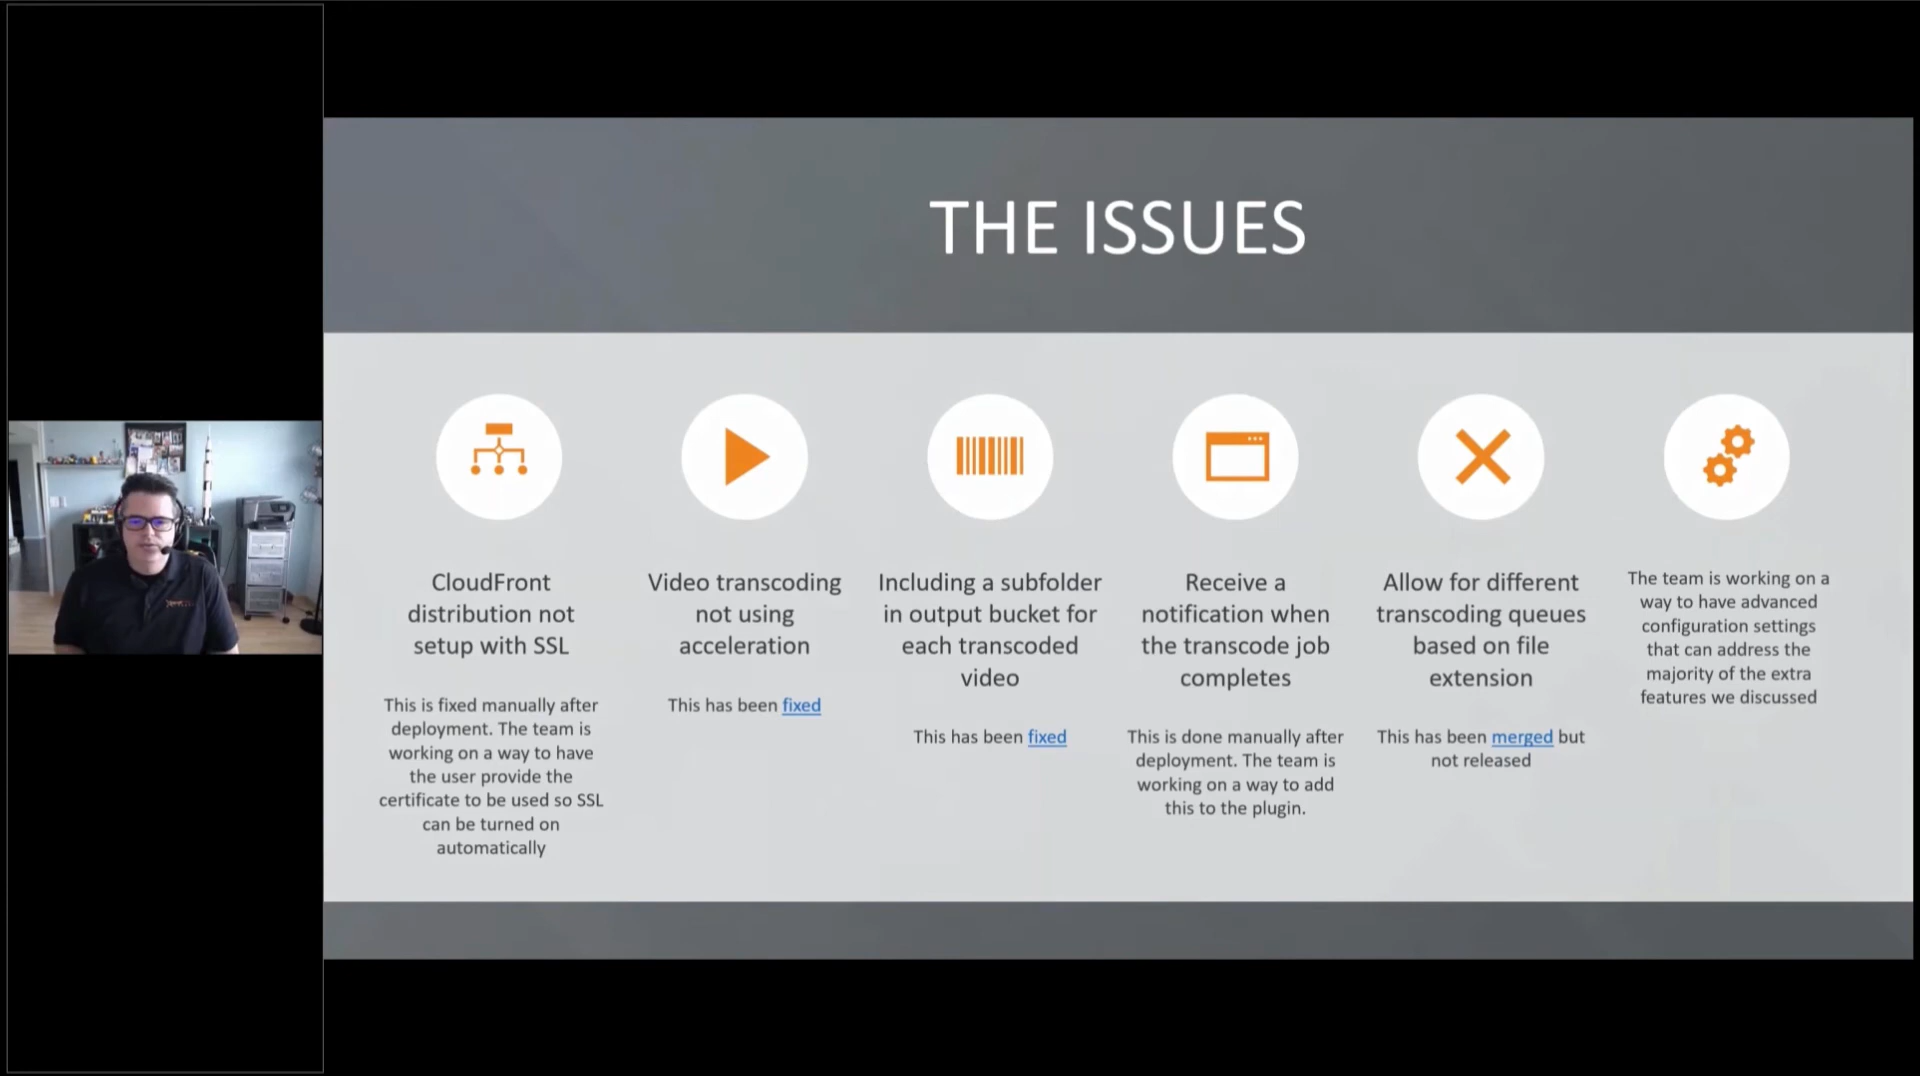 THE ISSUES
CloudFront
distribution not
setup with SSL
This is fixed manually after
deployment. The team is
working on a way to have
the user provide the
certificate to be used so SSL
can be turned on
automatically
Video transcoding
not using
acceleration
This has been fixed
Including a subfolder
in output bucket for
each transcoded
video
This has been fixed
Receive a
notification when
the transcode job
completes
This is done manually after
deployment. The team is
working on a way to add
this to the plugin.
Allow for different
transcoding queues
based on file
extension
This has been merged but
not released
The team is working on a
way to have advanced
configuration settings
that can address the
majority of the extra
features we discussed